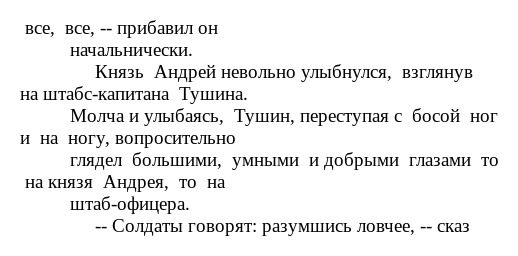 все, все, -- прибавил он
начальнически.
Князь Андрей невольно улыбнулся, взглянув
на штабс-капитана Тушина.
Молча и улыбаясь, Тушин, переступая с босой ног
и на ногу, вопросительно
глядел большими, умными и добрыми глазами то
на князя Андрея, то на
штаб-офицера.
-- Солдаты говорят: разумшись ловчее, -- сказ